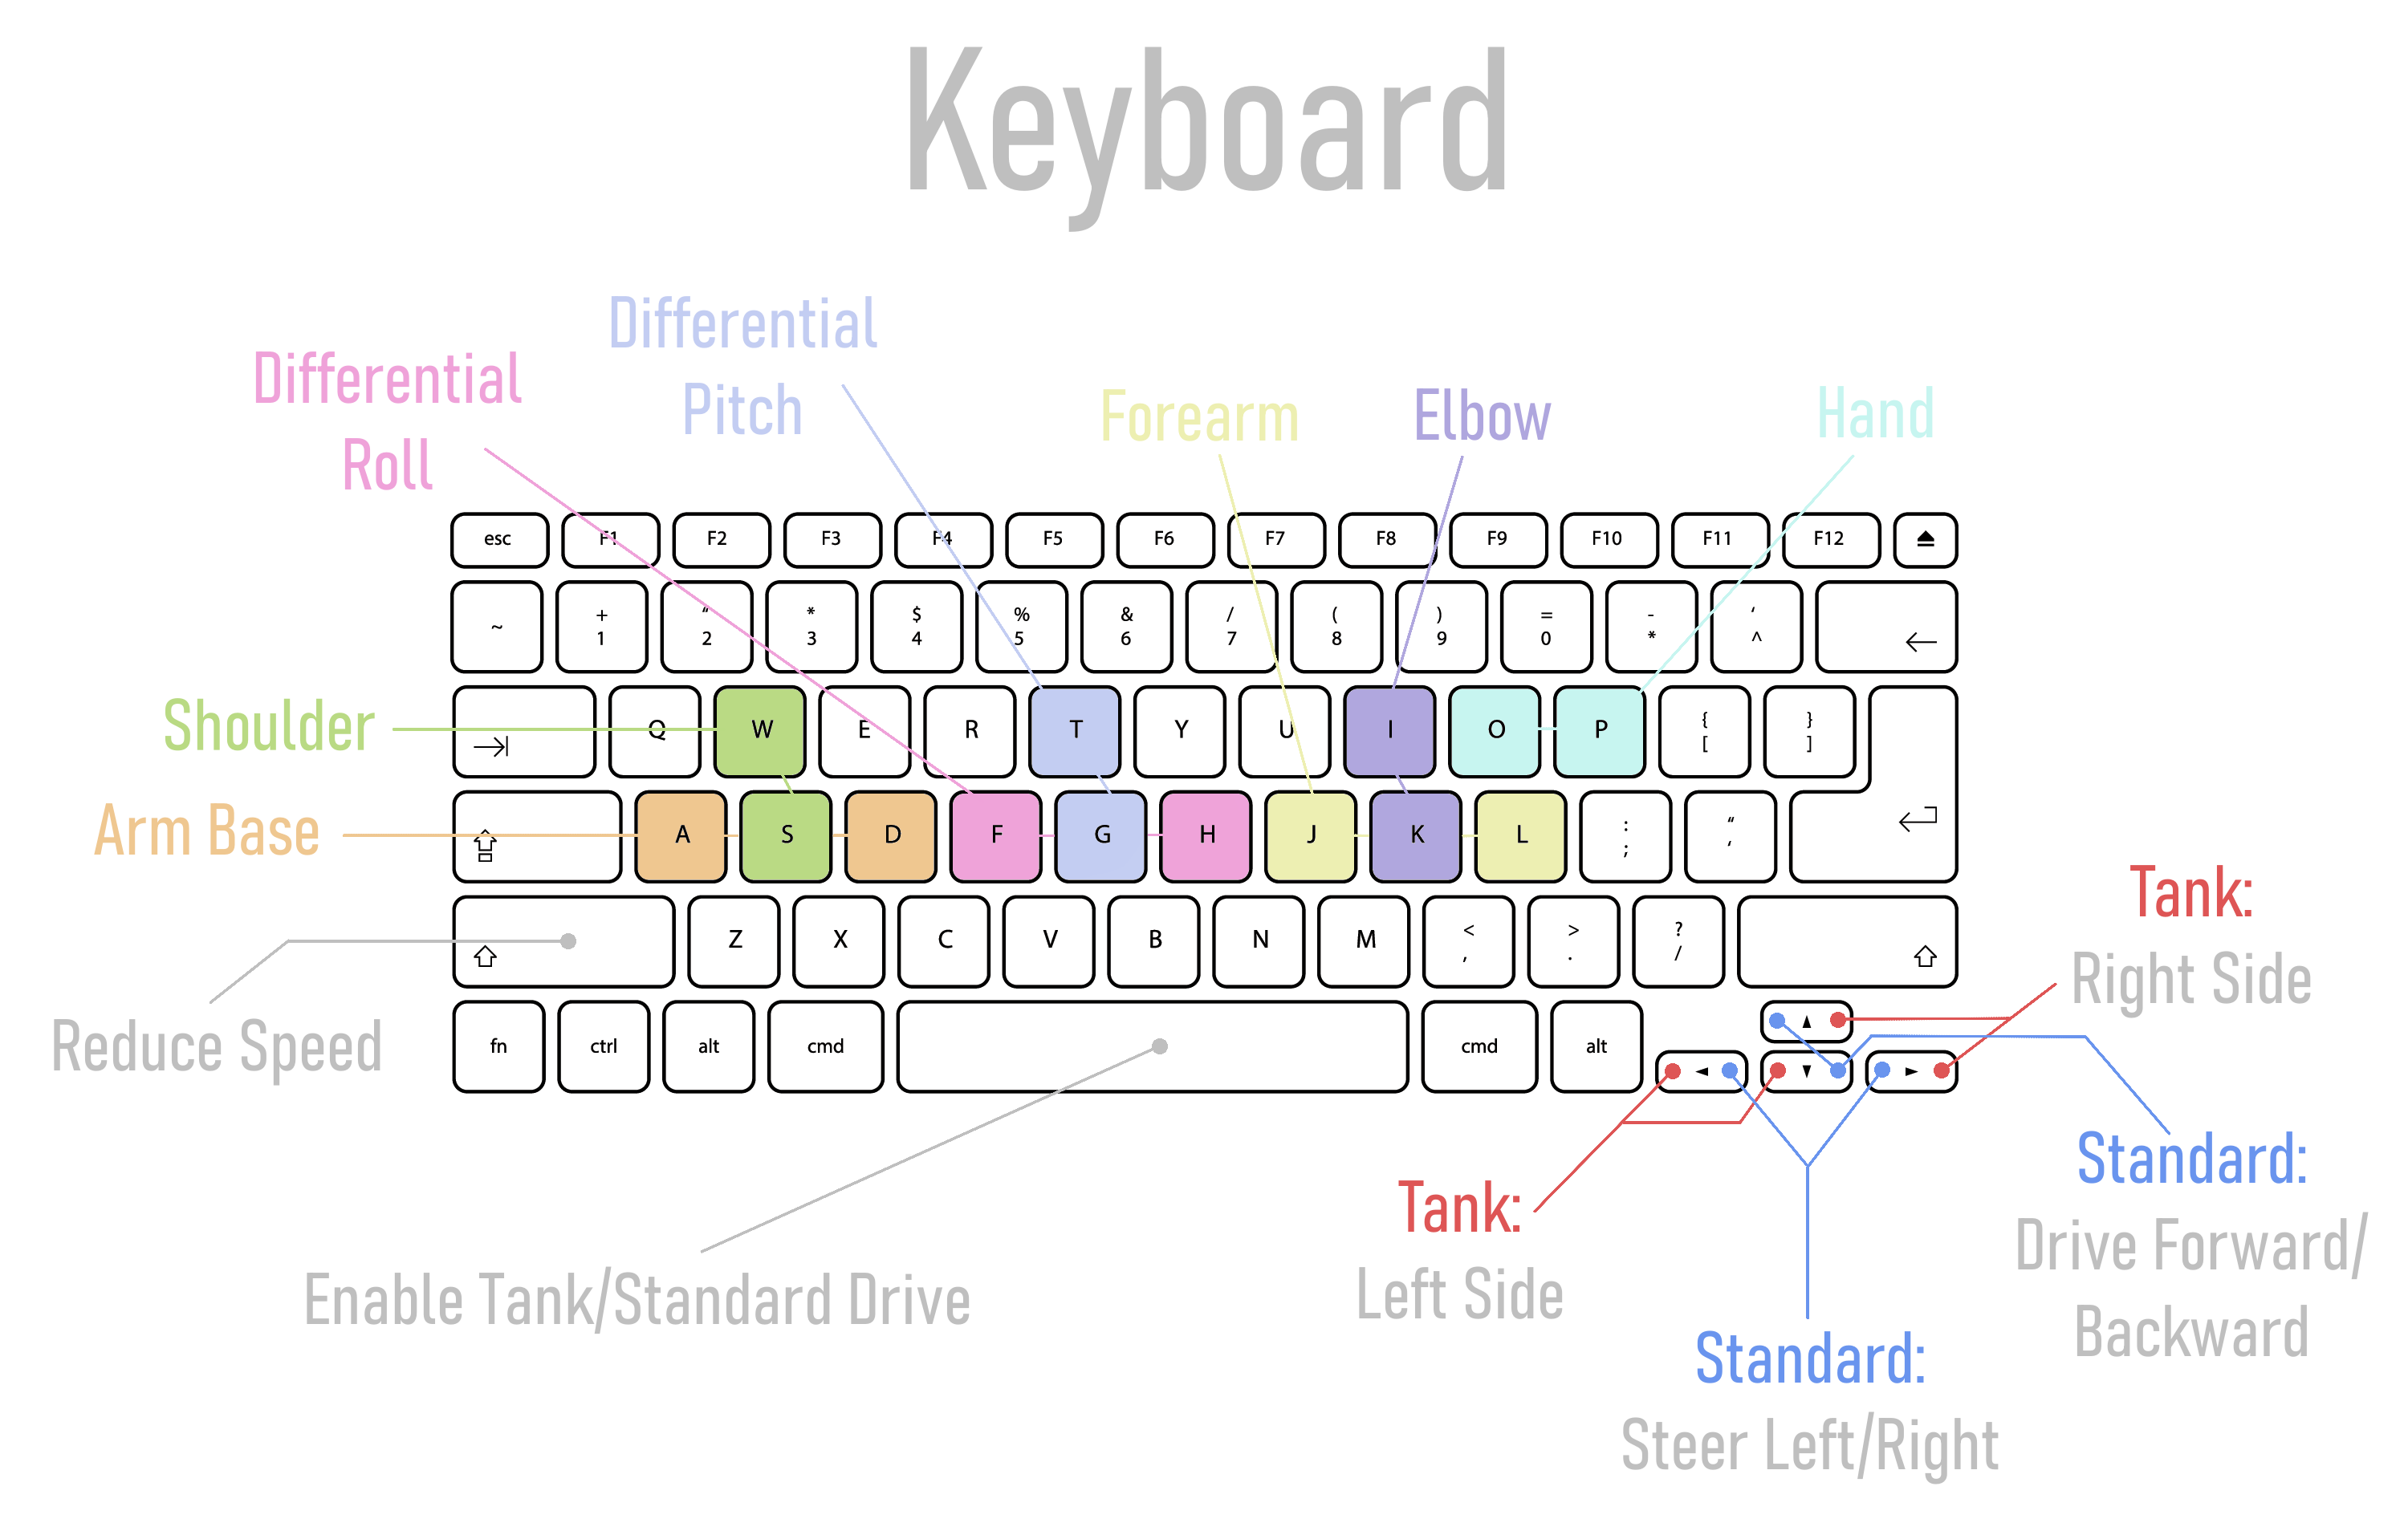 Keyboard
Differential
Pitch
Differential
Roll
Forearm
Elbow
Hand
esc F1 F2 F3 F4 F5 F6 F7 F8 F9 F10 F11 F12
~ + “ * $ % & / ( ) = - ‘
1 2 3 4 5 6 7 8 9 0 * ^
Shoulder
Q W E R T Y U I O P { }
[ ]
Arm Base
A S D F G H J K L : “
; ‘
Tank:
Right Side
Z X C V B N M < > ?
, . /
Reduce Speed
fn ctrl alt cmd cmd alt
Standard:
Drive Forward/
Backward
Tank:
Left Side
Enable Tank/Standard Drive
Standard:
Steer Left/Right